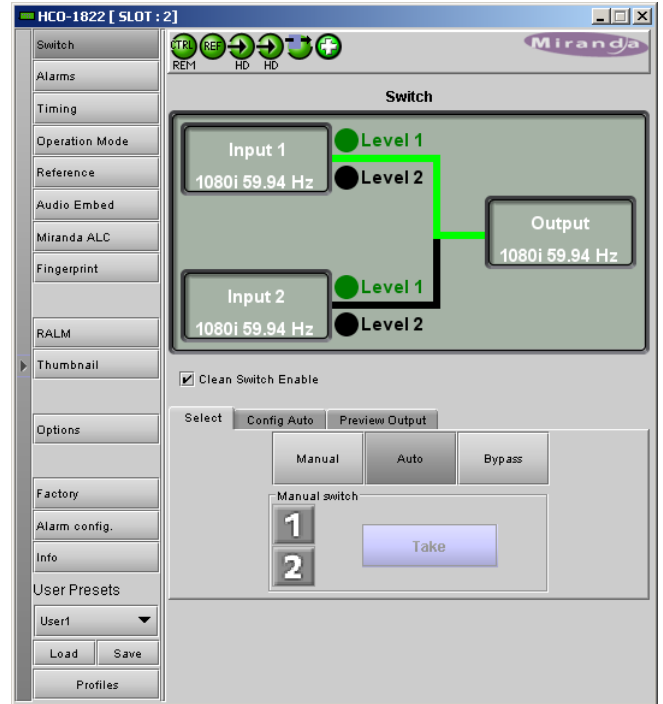 HCO-1822 [ SLOT : 2]
Switch
Alarms
Timing
Operation Mode
Reference
Audio Embed
Miranda ALC
Fingerprint
RALM
Thumbnail
Options
Factory
Alarm config.
Info
User Presets
User1
Load Save
Profiles
CTRL REF
REM HD HD
Miranda
Switch
Input 1
1080i 59.94 Hz
Level 1
Level 2
Output
1080i 59.94 Hz
Input 2
1080i 59.94 Hz
Level 1
Level 2
Clean Switch Enable
Select Config Auto Preview Output
Manual Auto Bypass
Manual switch
1
2
Take